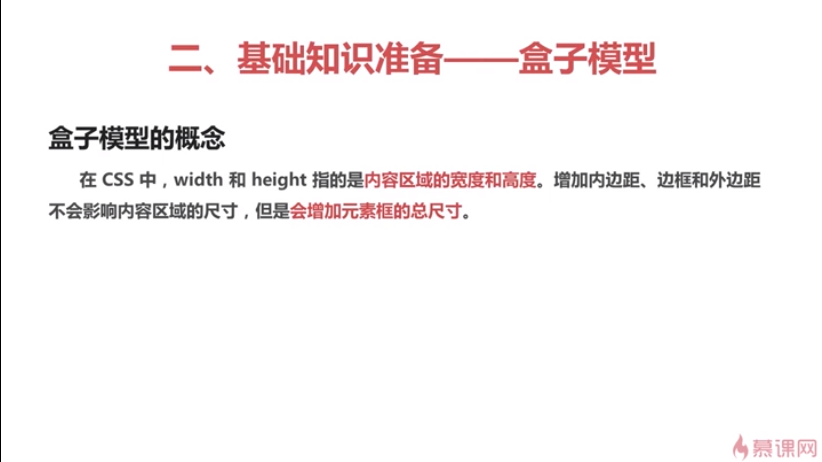 二、基础知识准备——盒子模型
盒子模型的概念
在 CSS 中，width 和 height 指的是内容区域的宽度和高度。增加内边距、边框和外边距
不会影响内容区域的尺寸，但是会增加元素框的总尺寸。
慕课网